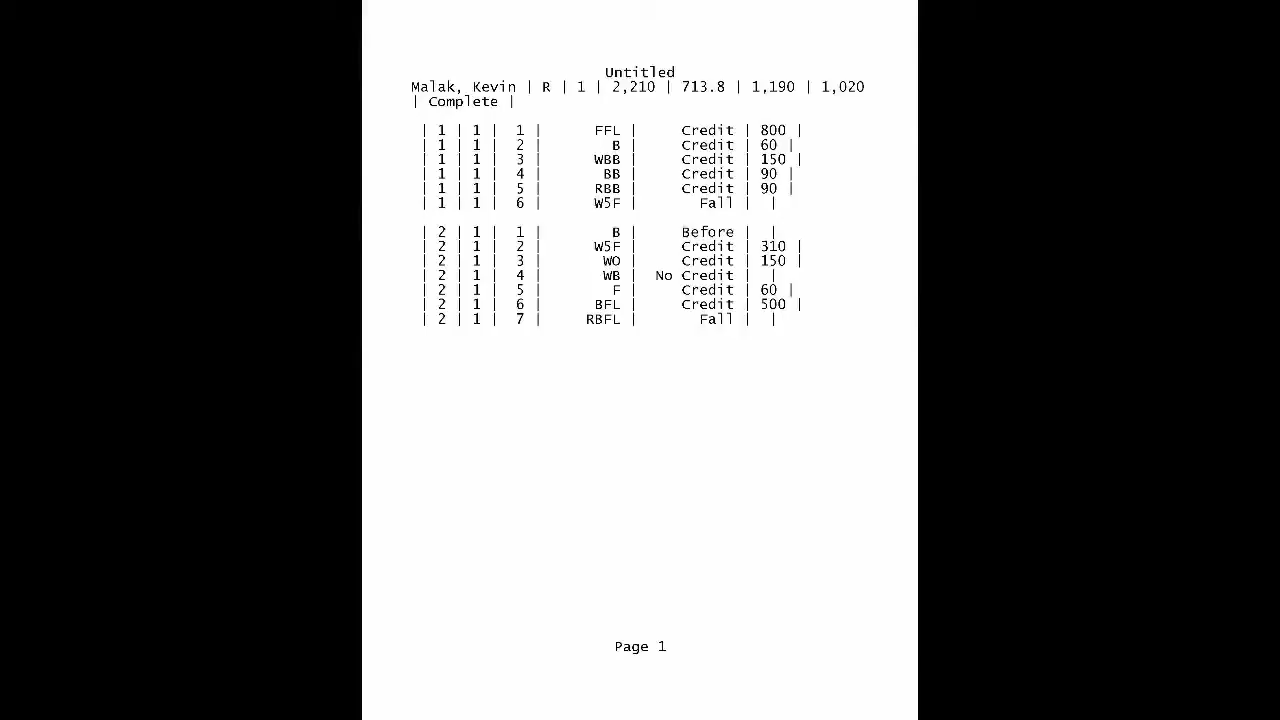 Untitled
Malak, Kevin | R | 1 | 2,210 | 713.8 | 1,190 | 1,020
| Complete |
| 1 | 1 | 1 | FFL | Credit | 800 |
| 1 | 1 | 2 | B | Credit | 60 |
| 1 | 1 | 3 | WBB | Credit | 150 |
| 1 | 1 | 4 | BB | Credit | 90 |
| 1 | 1 | 5 | RBB | Credit | 90 |
| 1 | 1 | 6 | W5F | Fall | |
| 2 | 1 | 1 | B | Before | |
| 2 | 1 | 2 | W5F | Credit | 310 |
| 2 | 1 | 3 | WO | Credit | 150 |
| 2 | 1 | 4 | WB | No Credit | |
| 2 | 1 | 5 | F | Credit | 60 |
| 2 | 1 | 6 | BFL | Credit | 500 |
| 2 | 1 | 7 | RBFL | Fall | |
Page 1